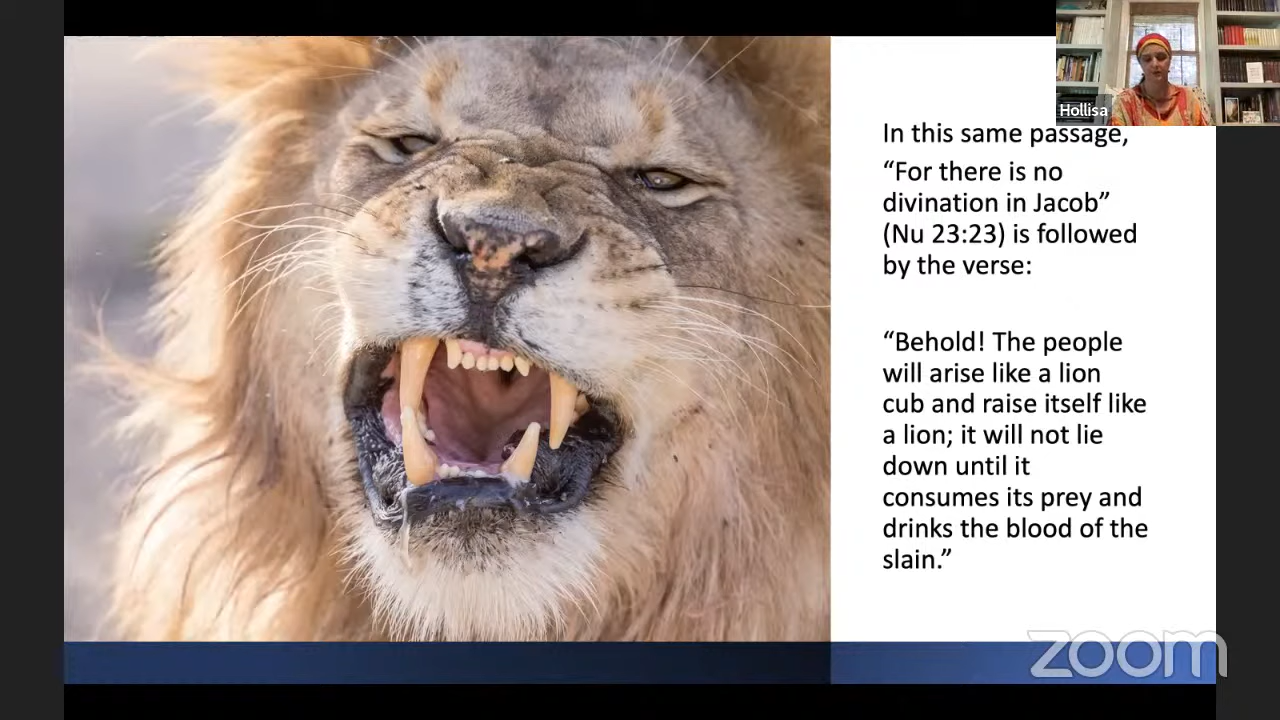 Hollisa
In this same passage,
“For there is no
divination in Jacob”
(Nu 23:23) is followed
by the verse:
“Behold! The people
will arise like a lion
cub and raise itself like
a lion; it will not lie
down until it
consumes its prey and
drinks the blood of the
slain.”
zoom